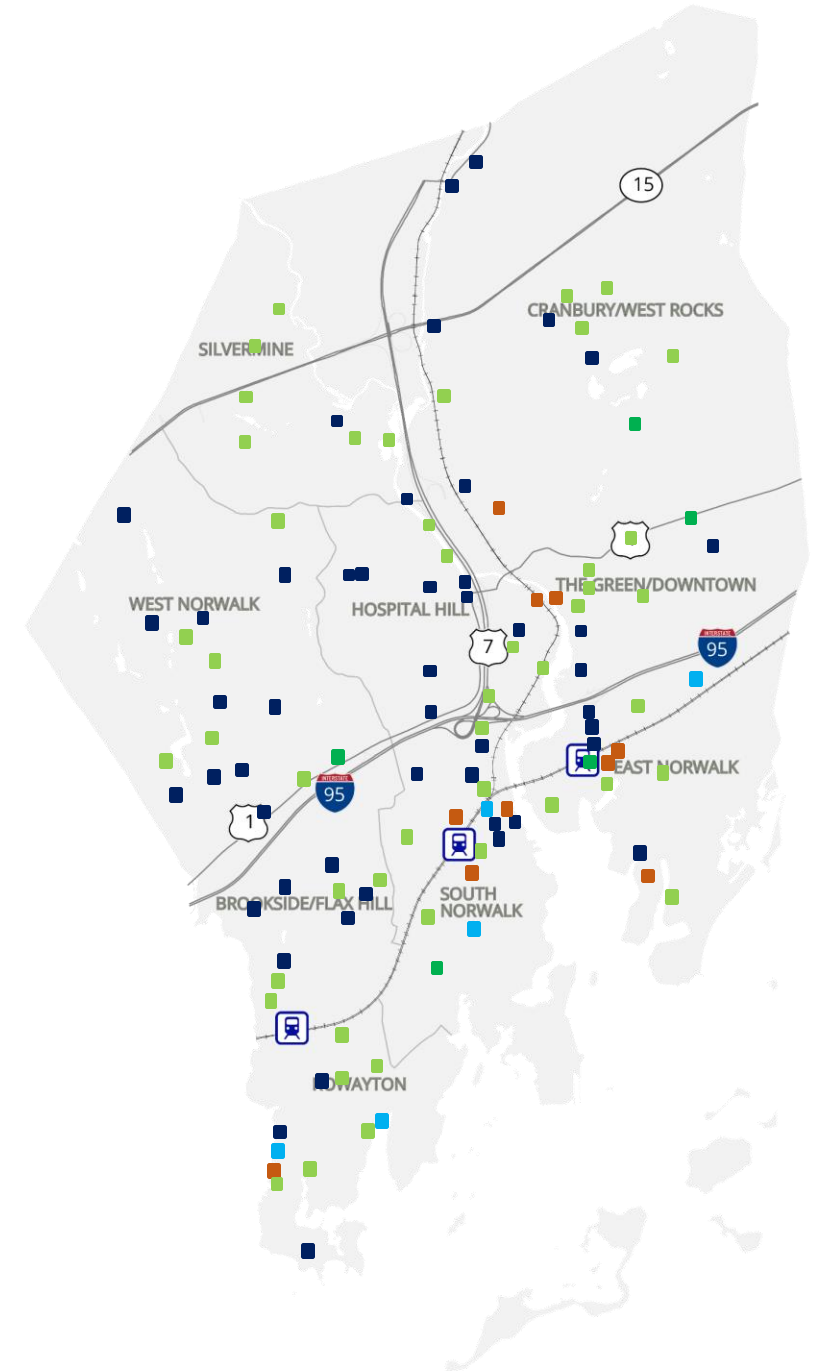 15
CRANBURY/WEST ROCKS
SILVERMINE
THE GREEN/DOWNTOWN
WEST NORWALK
HOSPITAL HILL
7
INTERSTATE
95
EAST NORWALK
INTERSTATE
95
1
BROOKSIDE/FLAX HILL
SOUTH
NORWALK
ROWAYTON